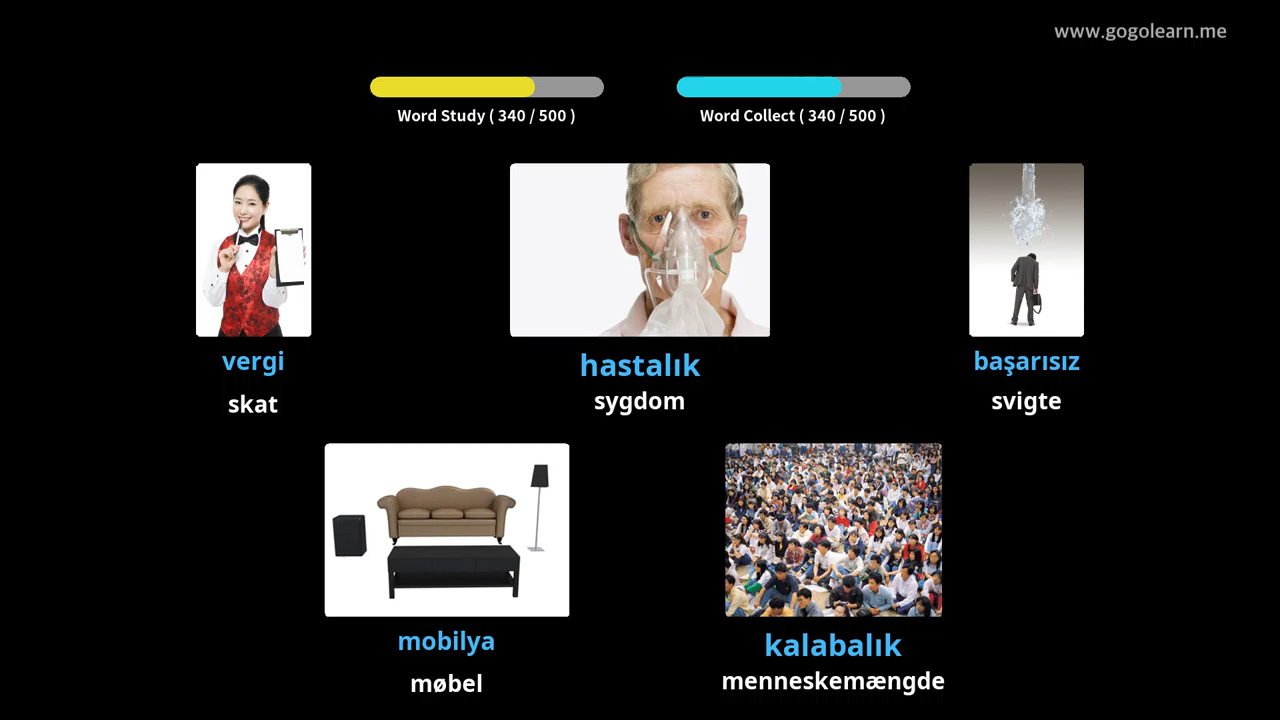 www.gogolearn.me
Word Study ( 340 / 500 )
Word Collect ( 340 / 500 )
vergi
skat
hastalık
sygdom
başarısız
svigte
mobilya
møbel
kalabalık
menneskemængde